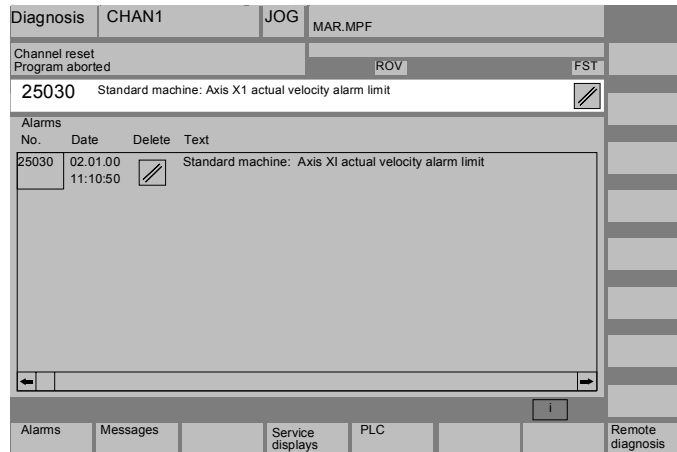 Diagnosis CHAN1 JOG MAR.MPF
Channel reset
Program aborted ROV FST
25030 Standard machine: Axis X1 actual velocity alarm limit
Alarms
No. Date Delete Text
25030 02.01.00 Standard machine: Axis XI actual velocity alarm limit
11:10:50
i
Alarms Messages Service displays PLC Remote diagnosis